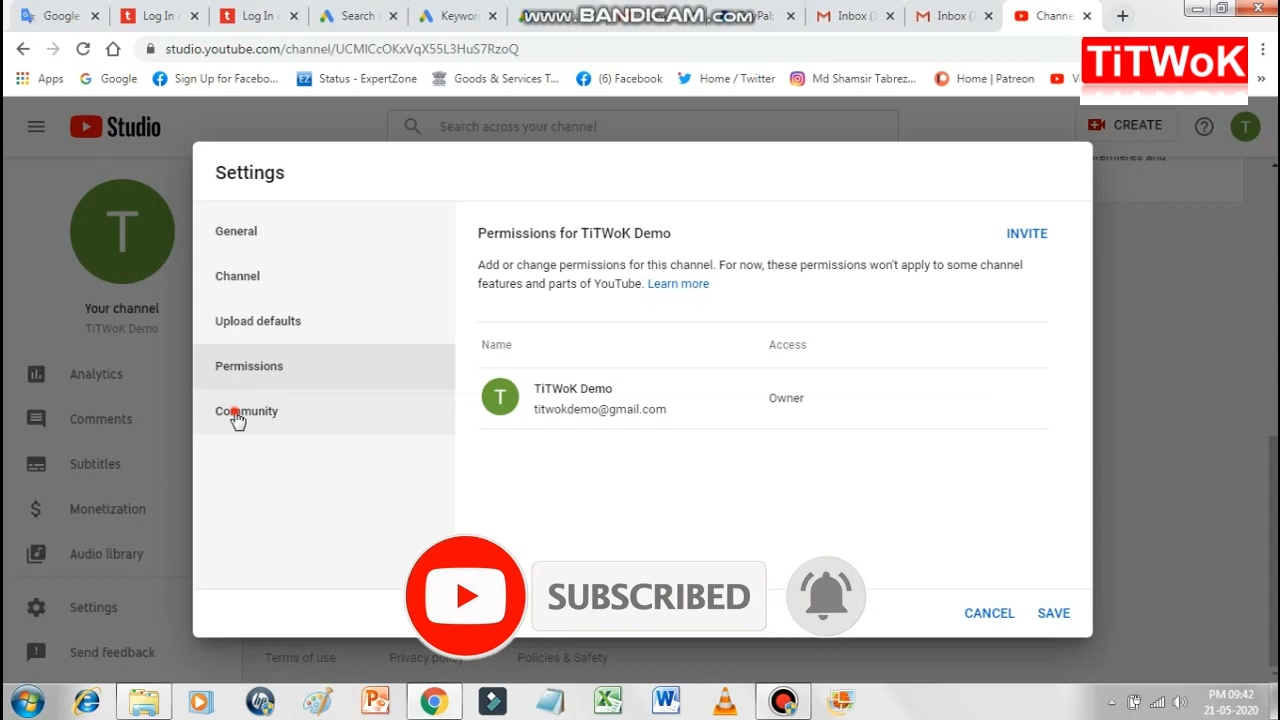 Google
Log In
Log In
Search
Keywor
www.BANDICAM.com
yPab
Inbox (
Inbox (
Channe
studio.youtube.com/channel/UCMlCcOKxVqX55L3HuS7RzoQ
TiTWoK
Apps
Google
Sign Up for Facebo...
Status - ExpertZone
Goods & Services T...
(6) Facebook
Home / Twitter
Md Shamsir Tabrez...
Home | Patreon
»
Studio
Search across your channel
CREATE
T
T
Your channel
TiTWoK Demo
Analytics
Comments
Subtitles
Monetization
Audio library
Settings
Send feedback
Settings
General
Channel
Upload defaults
Permissions
Community
Permissions for TiTWoK Demo
INVITE
Add or change permissions for this channel. For now, these permissions won't apply to some channel
features and parts of YouTube. Learn more
Name
Access
T
TiTWoK Demo
titwokdemo@gmail.com
Owner
SUBSCRIBED
CANCEL
SAVE
Terms of use
Privacy policy
Policies & Safety
PM 09:42
21-05-2020